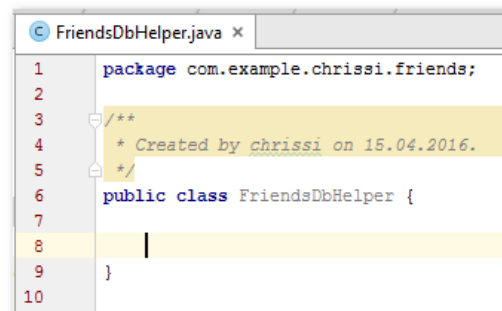 FriendsDbHelper.java ×
1 package com.example.chrissi.friends;
2
3 /**
4 * Created by chrissi on 15.04.2016.
5 */
6 public class FriendsDbHelper {
7
8
9 }
10